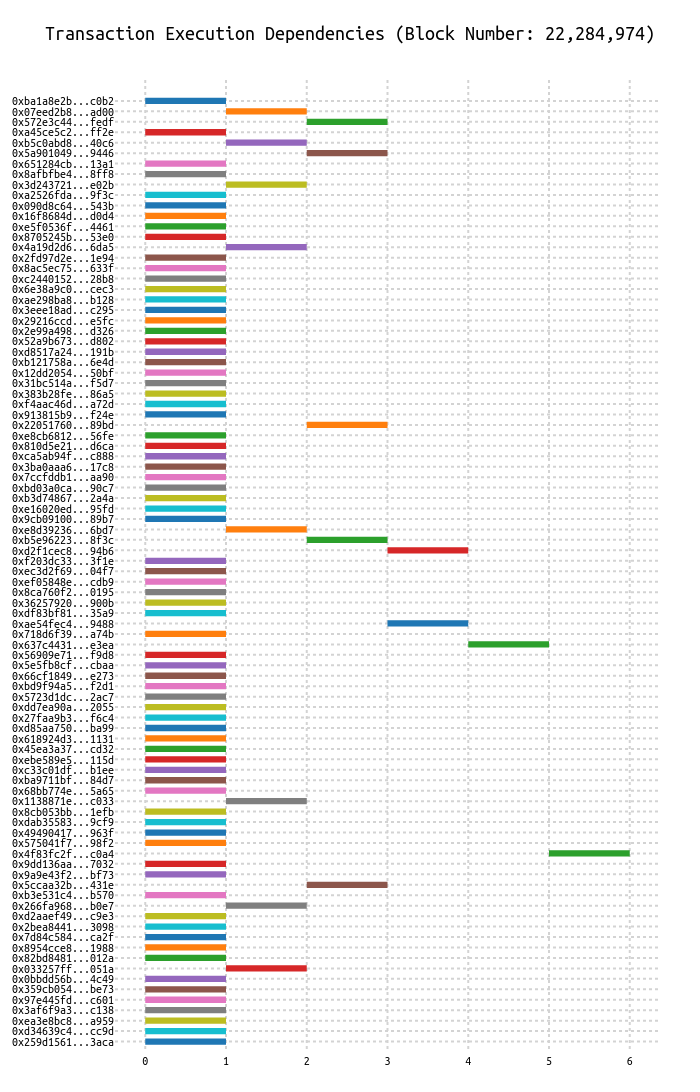 Transaction Execution Dependencies (Block Number: 22,284,974)
0xba1a8e2b...c0b2
0x07eed2b8...ad00
0x572e3c44...fedf
0xa45ce5c2...ff2e
0xb5c0abd8...40c6
0x5a901049...9446
0x651284cb...13a1
0x8afbfbe4...8ff8
0x3d243721...e02b
0xa2526fda...9f3c
0x090d8c64...543b
0x16f8684d...d0d4
0xe5f0536f...4461
0x8705245b...53e0
0x4a19d2d6...6da5
0x2fd97d2e...1e94
0x8ac5ec75...633f
0xc2440152...28b8
0x6e38a9c0...cec3
0xae298ba8...b128
0x3eee18ad...c295
0x29216ccd...e5fc
0x2e99a498...d326
0x52a9b673...d802
0xd8517a24...191b
0xb121758a...6e4d
0x12dd2054...50bf
0x31bc514a...f5d7
0x383b28fe...86a5
0xf4aac46d...a72d
0x913815b9...f24e
0x22051760...89bd
0xe8cb6812...56fe
0x810d5e21...d6ca
0xca5ab94f...c888
0x3ba0aaa6...17c8
0x7ccfddb1...aa90
0xbd03a0ca...90c7
0xb3d74867...2a4a
0xe16020ed...95fd
0x9cb09100...89b7
0xe8d39236...6bd7
0xb5e96223...8f3c
0xd2f1cec8...94b6
0xf203dc33...3f1e
0xec3d2f69...04f7
0xef05848e...cdb9
0x8ca760f2...0195
0x36257920...900b
0xdf83bf81...35a9
0xae54fec4...9488
0x718d6f39...a74b
0x637c4431...e3ea
0x56909e71...f9d8
0x5e5fb8cf...cbaa
0x66cf1849...e273
0xbd9f94a5...f2d1
0x5723d1dc...2ac7
0xdd7ea90a...2055
0x27faa9b3...f6c4
0xd85aa750...ba99
0x618924d3...1131
0x45ea3a37...cd32
0xebe589e5...115d
0xc33c01df...b1ee
0xba9711bf...84d7
0x68bb774e...5a65
0x1138871e...c033
0x8cb053bb...1efb
0xdab35583...9cf9
0x49490417...963f
0x575041f7...98f2
0x4f83fc2f...c0a4
0x9dd136aa...7032
0x9a9e43f2...bf73
0x5ccaa32b...431e
0xb3e531c4...b570
0x266fa968...b0e7
0xd2aaef49...c9e3
0x2bea8441...3098
0x7d84c584...ca2f
0x8954cce8...1988
0x82bd8481...012a
0x033257ff...051a
0x0bbdd56b...4c49
0x359cb054...be73
0x97e445fd...c601
0x3af6f9a3...c138
0xea3e8bc8...a959
0xd34639c4...cc9d
0x259d1561...3aca
0 1 2 3 4 5 6